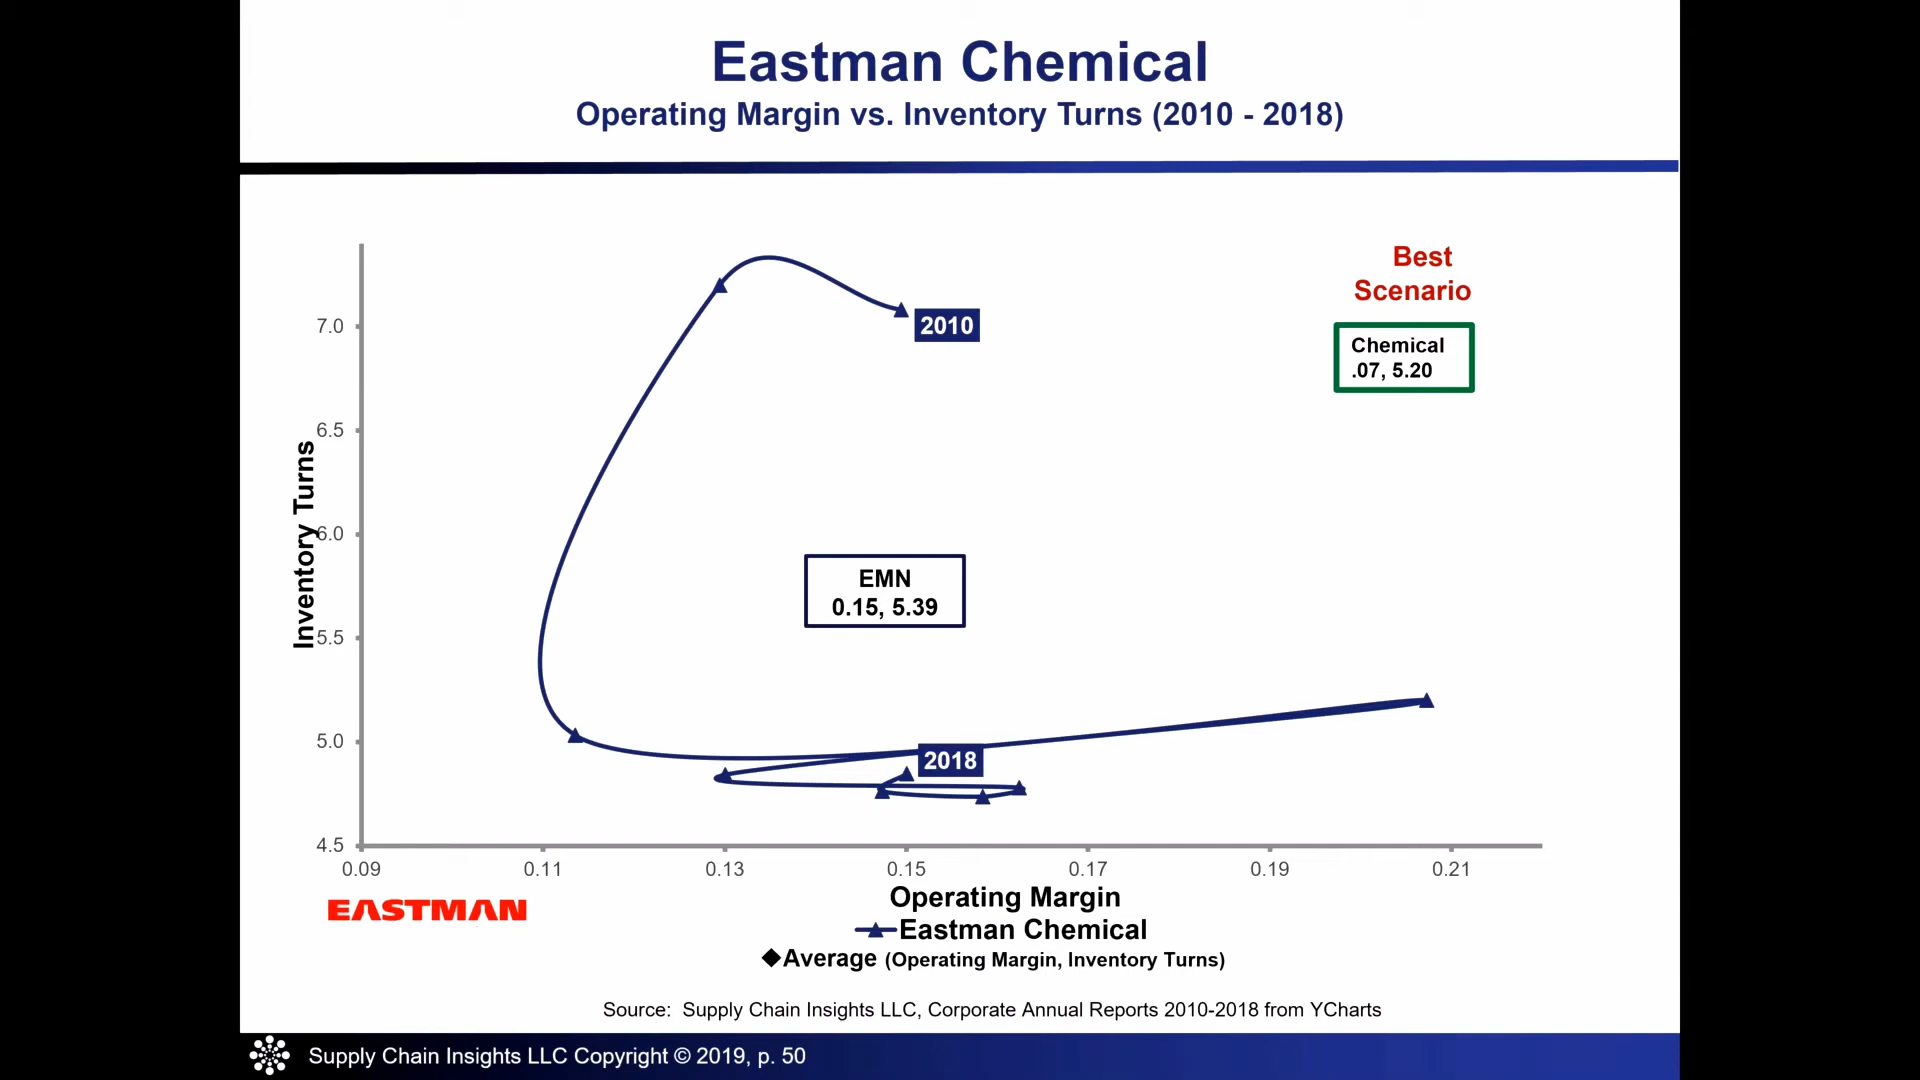 Eastman Chemical
Operating Margin vs. Inventory Turns (2010 - 2018)
Best
Scenario
Chemical
.07, 5.20
2010
7.0
6.5
6.0
5.5
5.0
4.5
Inventory Turns
EMN
0.15, 5.39
2018
0.09 0.11 0.13 0.15 0.17 0.19 0.21
Operating Margin
EASTMAN
Eastman Chemical
Average (Operating Margin, Inventory Turns)
Source: Supply Chain Insights LLC, Corporate Annual Reports 2010-2018 from YCharts
Supply Chain Insights LLC Copyright © 2019, p. 50